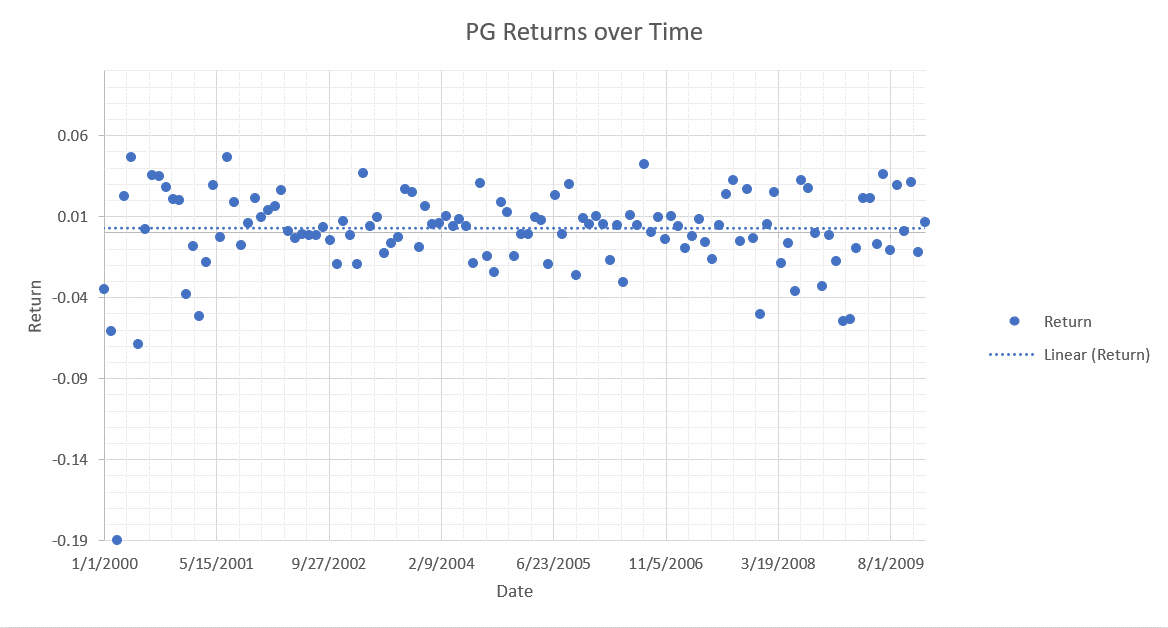 PG Returns over Time
0.06
0.01
-0.04
-0.09
-0.14
-0.19
Return
1/1/2000 5/15/2001 9/27/2002 2/9/2004 6/23/2005 11/5/2006 3/19/2008 8/1/2009
Date
Return
Linear (Return)